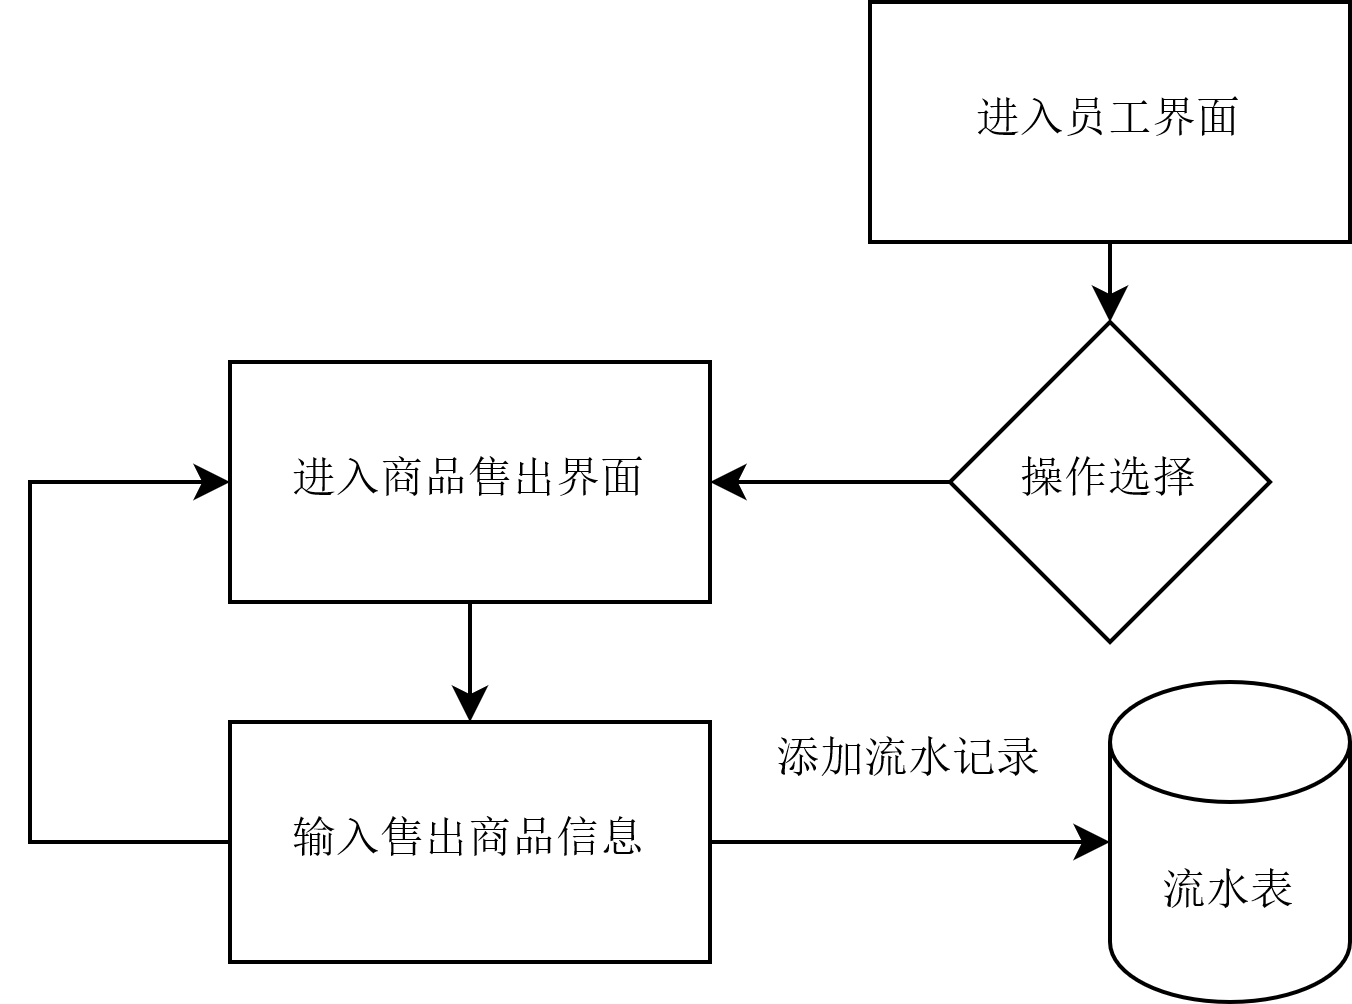 进入员工界面
进入商品售出界面
操作选择
添加流水记录
输入售出商品信息
流水表